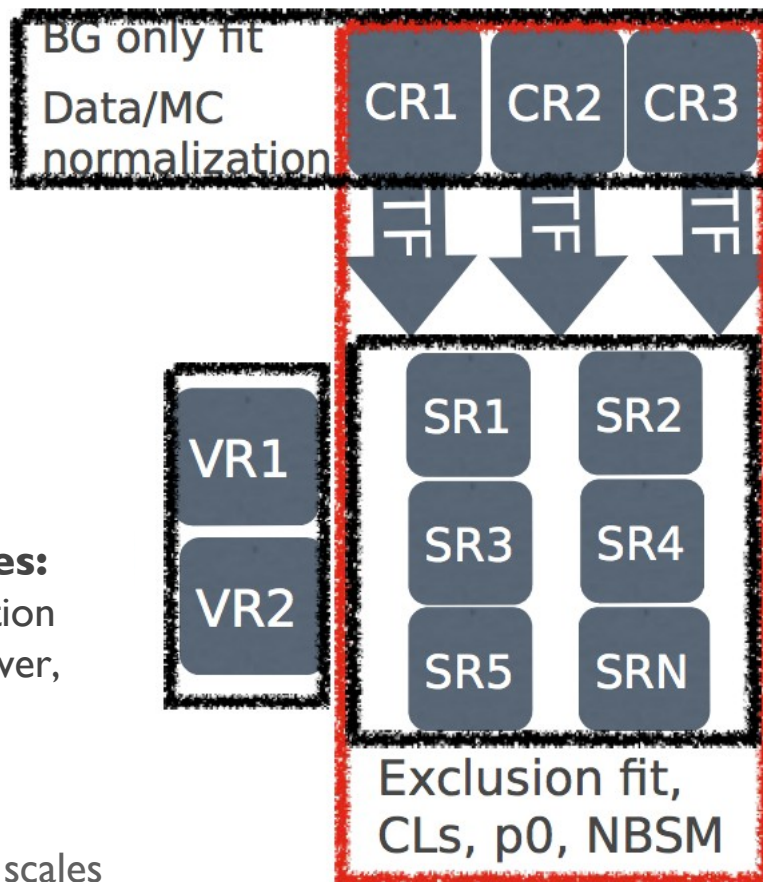 BG only fit
Data/MC
normalization
CR1 CR2 CR3
TF TF TF
VR1
VR2
SR1 SR2
SR3 SR4
SR5 SRN
es:
tion
ver,
scales
Exclusion fit,
CLs, p0, NBSM